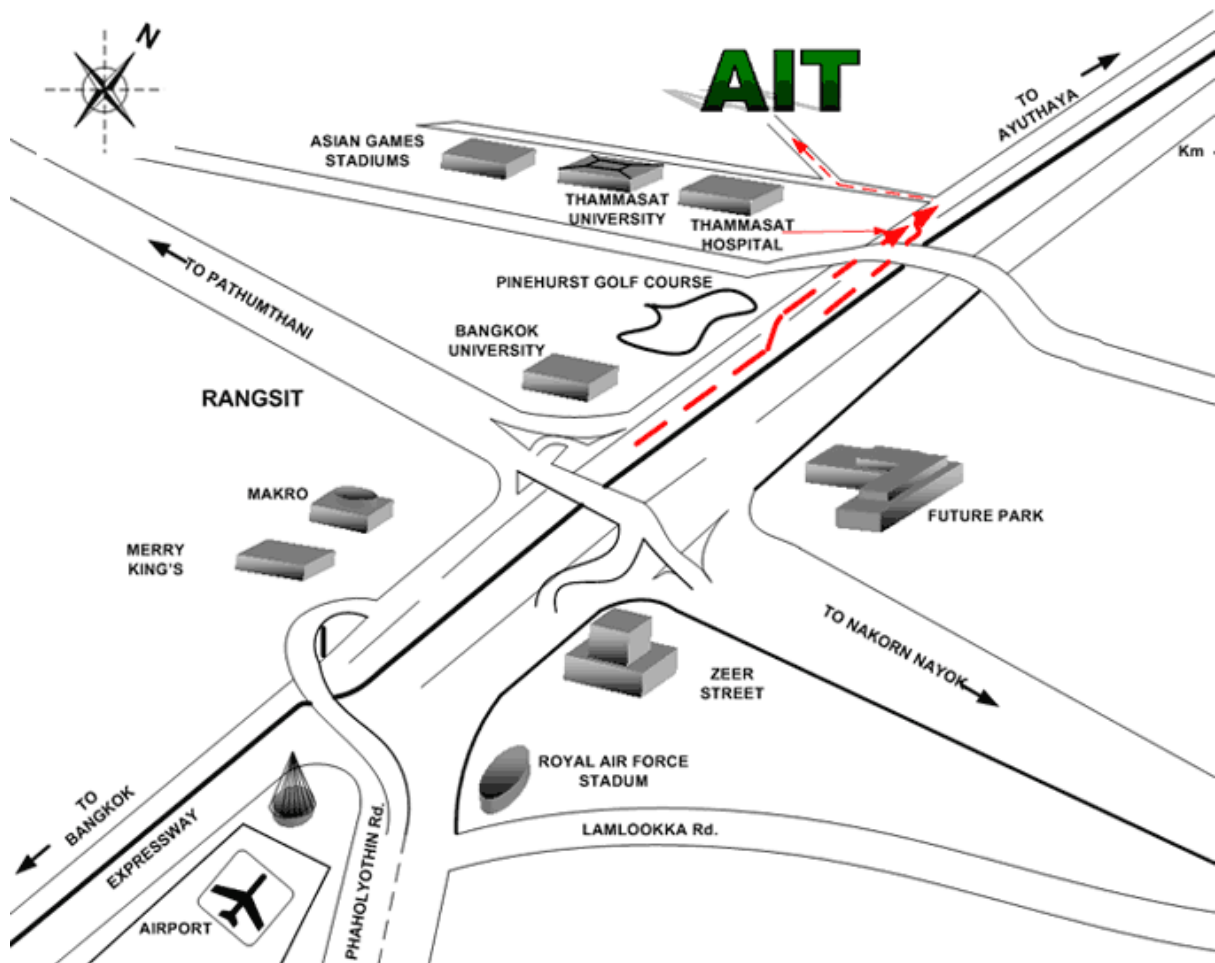 N
AIT
TO
AYUTHAYA
Km
ASIAN GAMES
STADIUMS
THAMMASAT
UNIVERSITY
THAMMASAT
HOSPITAL
TO PATHUMTHANI
PINEHURST GOLF COURSE
BANGKOK
UNIVERSITY
RANGSIT
MAKRO
MERRY
KING'S
FUTURE PARK
TO NAKORN NAYOK
ZEER
STREET
ROYAL AIR FORCE
STADUM
LAMLOOKKA Rd.
TO
BANGKOK
EXPRESSWAY
PHAHOLYOTHIN Rd.
AIRPORT